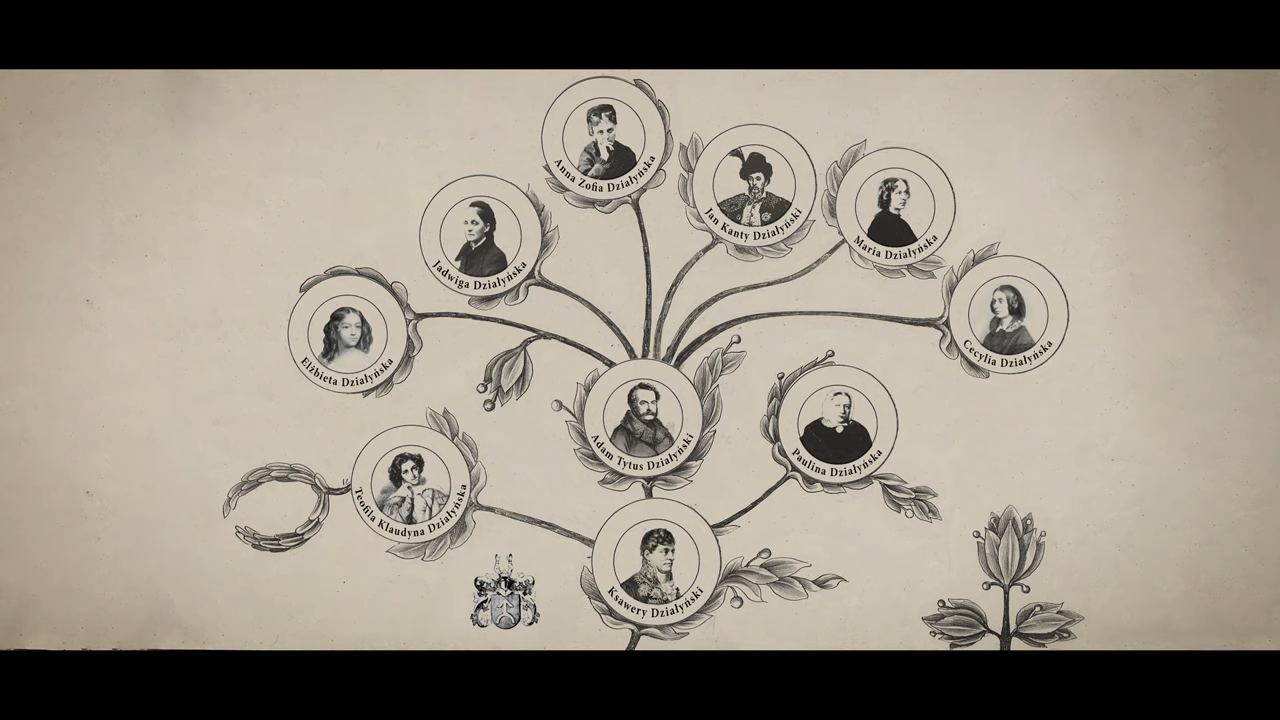 Anna Zofia Działyńska
Jan Kanty Działyński
Jadwiga Działyńska
Maria Działyńska
Elżbieta Działyńska
Cecylia Działyńska
Adam Tytus Działyński
Paulina Działyńska
Teofila Klaudyna Działyńska
Ksawery Działyński